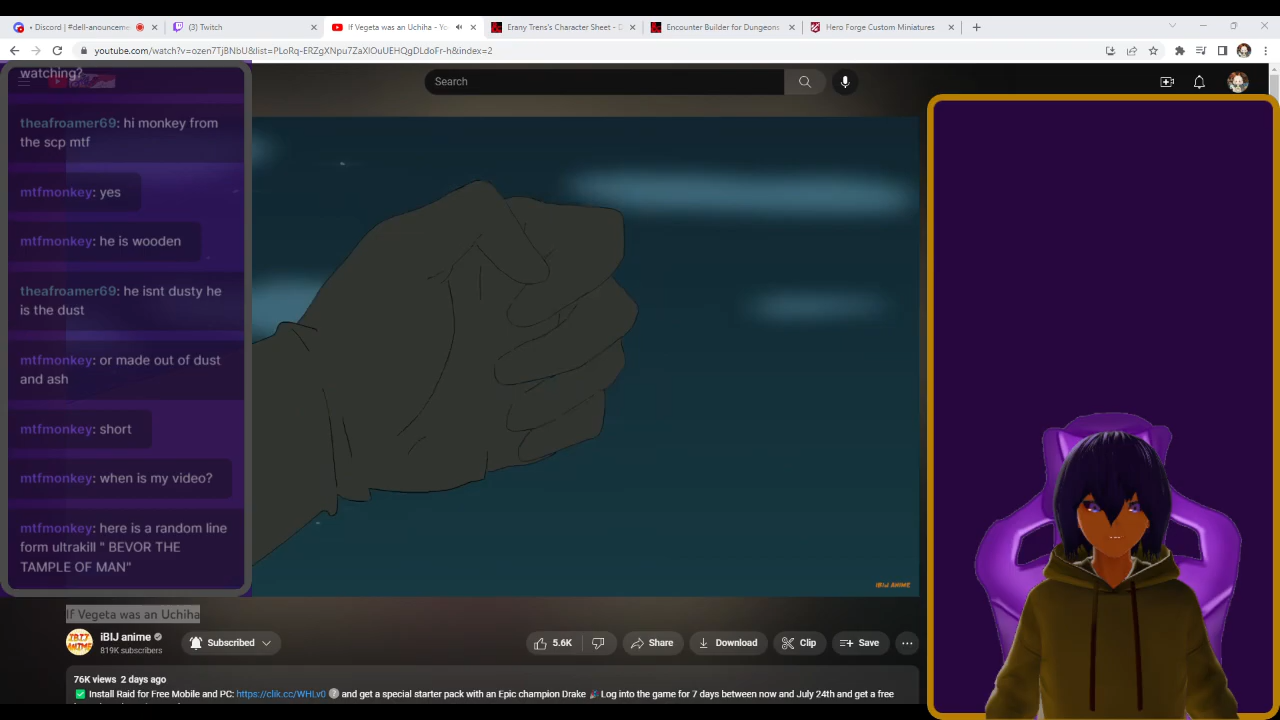 Discord | #dell-anounceme
(3) Twitch
If Vegeta was an Uchiha - Yo
Erany Trens's Character Sheet - D
Encounter Builder for Dungeons
Hero Forge Custom Miniatures
youtube.com/watch?v=ozen7TjBNbU&list=PLoRq-ERZgXNpu7ZaXlOuUEHQgDLdoFr-h&index=2
Search
watching?
theafroamer69: hi monkey from
the scp mtf
mtfmonkey: yes
mtfmonkey: he is wooden
theafroamer69: he isnt dusty he
is the dust
mtfmonkey: or made out of dust
and ash
mtfmonkey: short
mtfmonkey: when is my video?
mtfmonkey: here is a random line
form ultrakill " BEVOR THE
TAMPLE OF MAN"
IBIJ ANIME
If Vegeta was an Uchiha
IBIJ
ANIME
iBIJ anime
819K subscribers
Subscribed
5.6K
Share
Download
Clip
Save
76K views 2 days ago
Install Raid for Free Mobile and PC: https://clik.cc/WHLv0 and get a special starter pack with an Epic champion Drake Log into the game for 7 days between now and July 24th and get a free